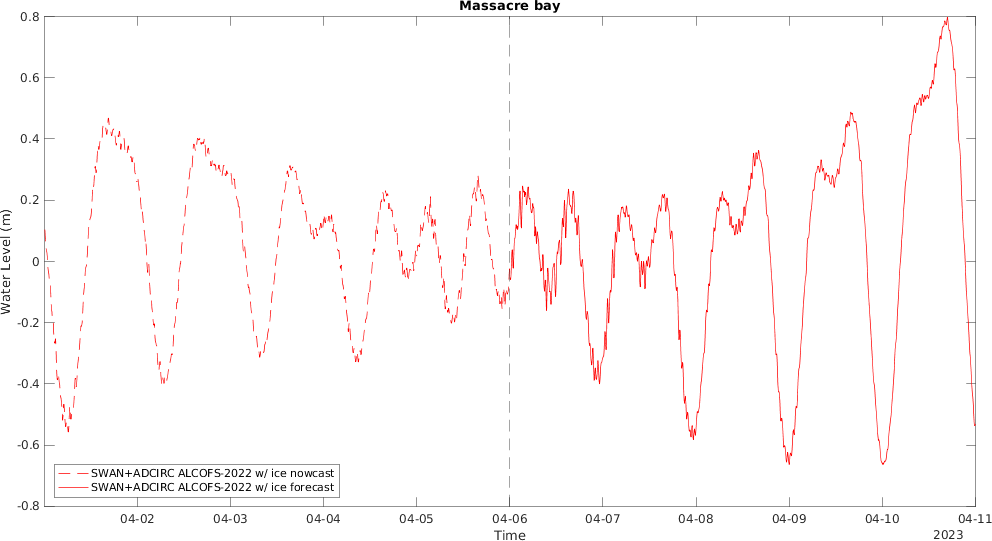 Massacre bay
0.8
0.6
0.4
0.2
0
-0.2
-0.4
-0.6
-0.8
Water Level (m)
SWAN+ADCIRC ALCOFS-2022 w/ ice nowcast
SWAN+ADCIRC ALCOFS-2022 w/ ice forecast
04-02 04-03 04-04 04-05 04-06 04-07 04-08 04-09 04-10 04-11
Time
2023